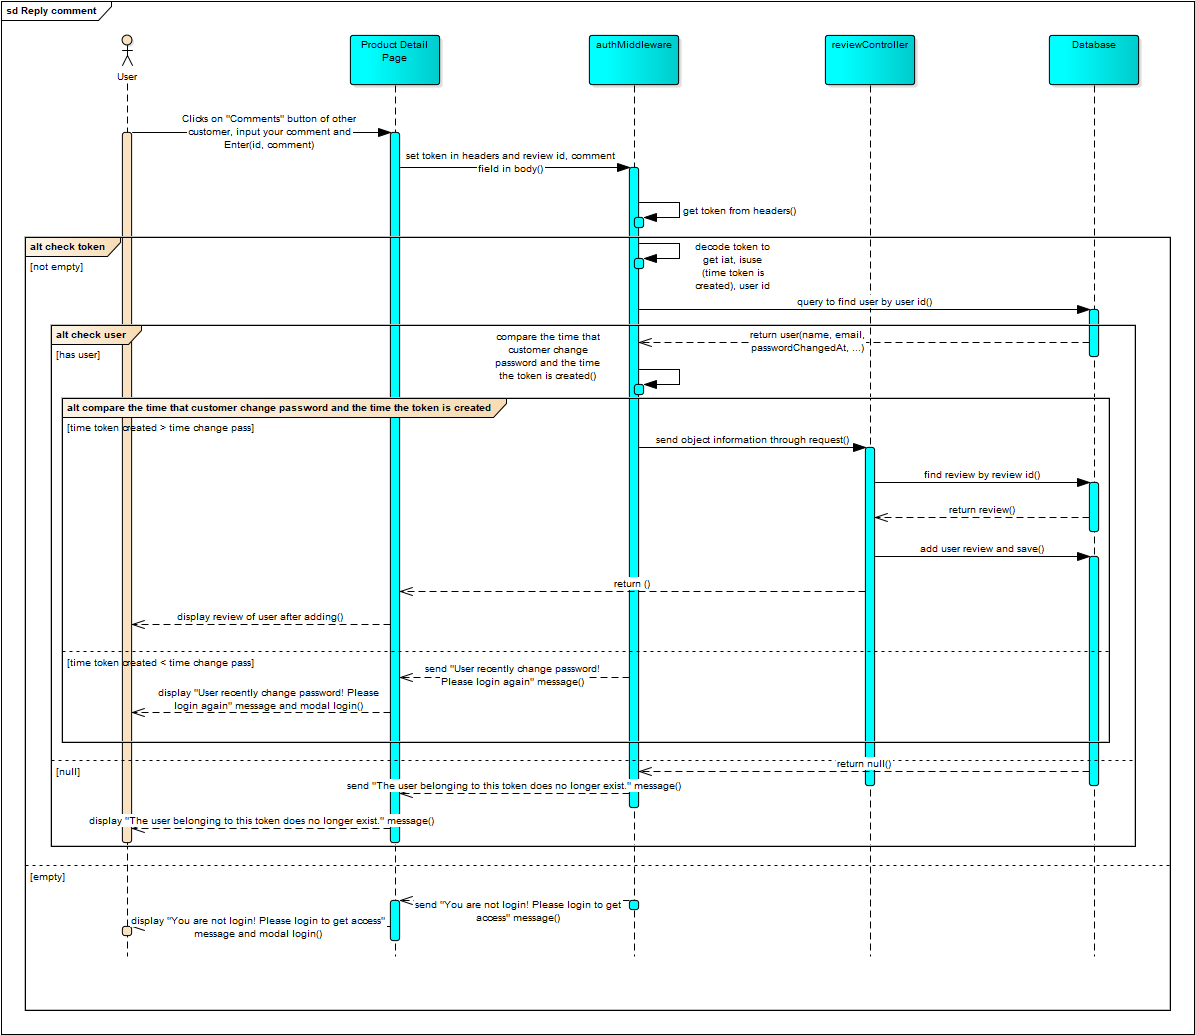 sd Reply comment
User
Product Detail
Page
authMiddleware
reviewController
Database
Clicks on "Comments" button of other
customer, input your comment and
Enter(id, comment)
set token in headers and review id, comment
field in body()
get token from headers()
alt check token
[not empty]
decode token to
get iat, isuse
(time token is
created), user id
query to find user by user id()
alt check user
[has user]
return user(name, email,
passwordChangedAt, ...)
compare the time that
customer change
password and the time
the token is created()
alt compare the time that customer change password and the time the token is created
[time token created > time change pass]
send object information through request()
find review by review id()
return review()
add user review and save()
return ()
display review of user after adding()
[time token created < time change pass]
send "User recently change password!
Please login again" message()
display "User recently change password! Please
login again" message and modal login()
[null]
return null()
send "The user belonging to this token does no longer exist." message()
display "The user belonging to this token does no longer exist." message()
[empty]
send "You are not login! Please login to get
access" message()
display "You are not login! Please login to get access"
message and modal login()